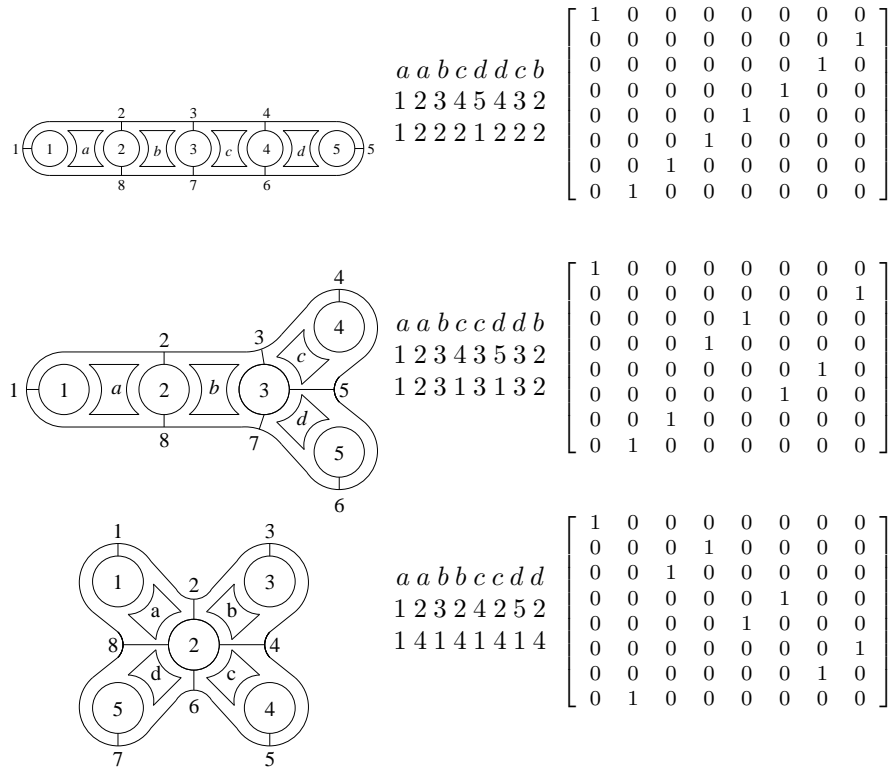 2 3 4
1 1 a 2 b 3 c 4 d 5 5
8 7 6
a a b c d d c b
1 2 3 4 5 4 3 2
1 2 2 2 1 2 2 2
1 0 0 0 0 0 0 0
0 0 0 0 0 0 0 1
0 0 0 0 0 0 1 0
0 0 0 0 0 1 0 0
0 0 0 0 1 0 0 0
0 0 0 1 0 0 0 0
0 0 1 0 0 0 0 0
0 1 0 0 0 0 0 0
4
4
2 3
c
1 1 a 2 b 3 5
d
8 7
5
6
a a b c c d d b
1 2 3 4 3 5 3 2
1 2 3 1 3 1 3 2
1 0 0 0 0 0 0 0
0 0 0 0 0 0 0 1
0 0 0 0 1 0 0 0
0 0 0 1 0 0 0 0
0 0 0 0 0 0 1 0
0 0 0 0 0 1 0 0
0 0 1 0 0 0 0 0
0 1 0 0 0 0 0 0
1 3
1 2 3
a b
8 2 4
d c
5 6 4
7 5
a a b b c c d d
1 2 3 2 4 2 5 2
1 4 1 4 1 4 1 4
1 0 0 0 0 0 0 0
0 0 0 1 0 0 0 0
0 0 1 0 0 0 0 0
0 0 0 0 0 1 0 0
0 0 0 0 1 0 0 0
0 0 0 0 0 0 0 1
0 0 0 0 0 0 1 0
0 1 0 0 0 0 0 0